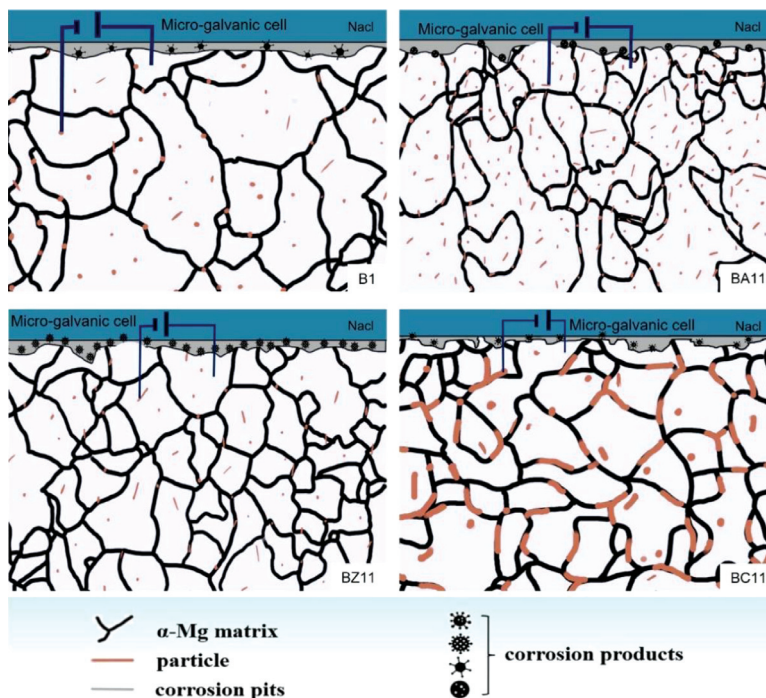 Micro-galvanic cell Nacl
B1
Micro-galvanic cell Nacl
BA11
Micro-galvanic cell Nacl
BZ11
Micro-galvanic cell Nacl
BC11
α-Mg matrix
particle
corrosion pits
corrosion products